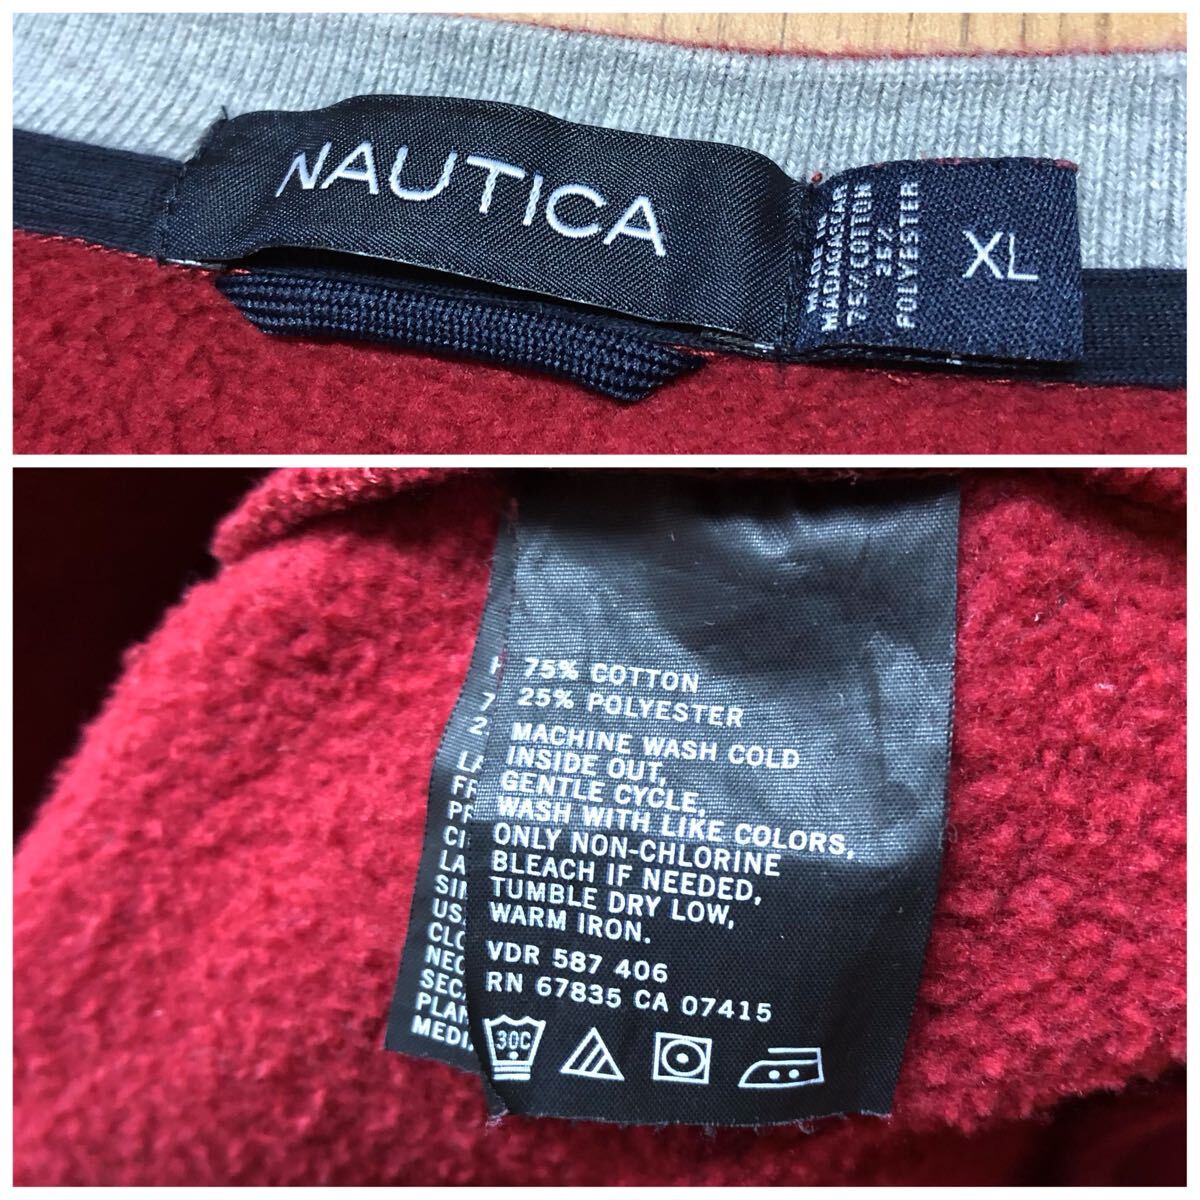 NAUTICA
MADE IN
MADAGASCAR
75%COTTON
25%
POLYESTER
XL
75% COTTON
25% POLYESTER
MACHINE WASH COLD
INSIDE OUT,
GENTLE CYCLE,
WASH WITH LIKE COLORS,
ONLY NON-CHLORINE
BLEACH IF NEEDED,
TUMBLE DRY LOW,
WARM IRON.
VDR 587 406
RN 67835 CA 07415
30C